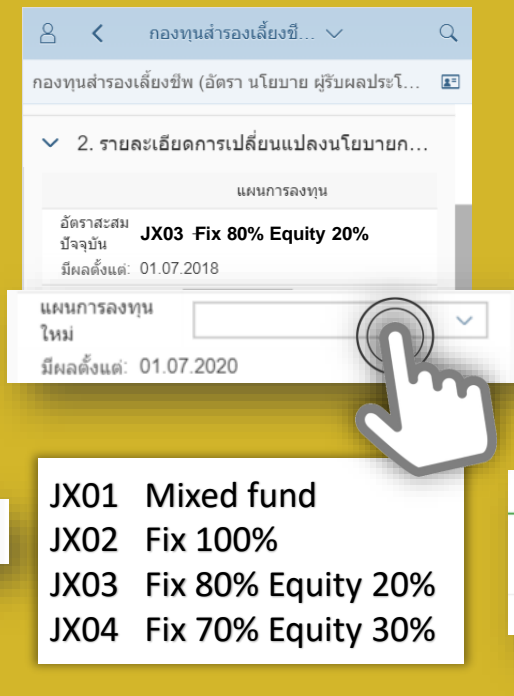 กองทุนสำรองเลี้ยงชี...
กองทุนสำรองเลี้ยงชีพ (อัตรา นโยบาย ผู้รับผลประโ...
2. รายละเอียดการเปลี่ยนแปลงนโยบายก...
แผนการลงทุน
อัตราสะสม
ปัจจุบัน
JX03 Fix 80% Equity 20%
มีผลตั้งแต่: 01.07.2018
แผนการลงทุน
ใหม่
มีผลตั้งแต่: 01.07.2020
JX01 Mixed fund
JX02 Fix 100%
JX03 Fix 80% Equity 20%
JX04 Fix 70% Equity 30%